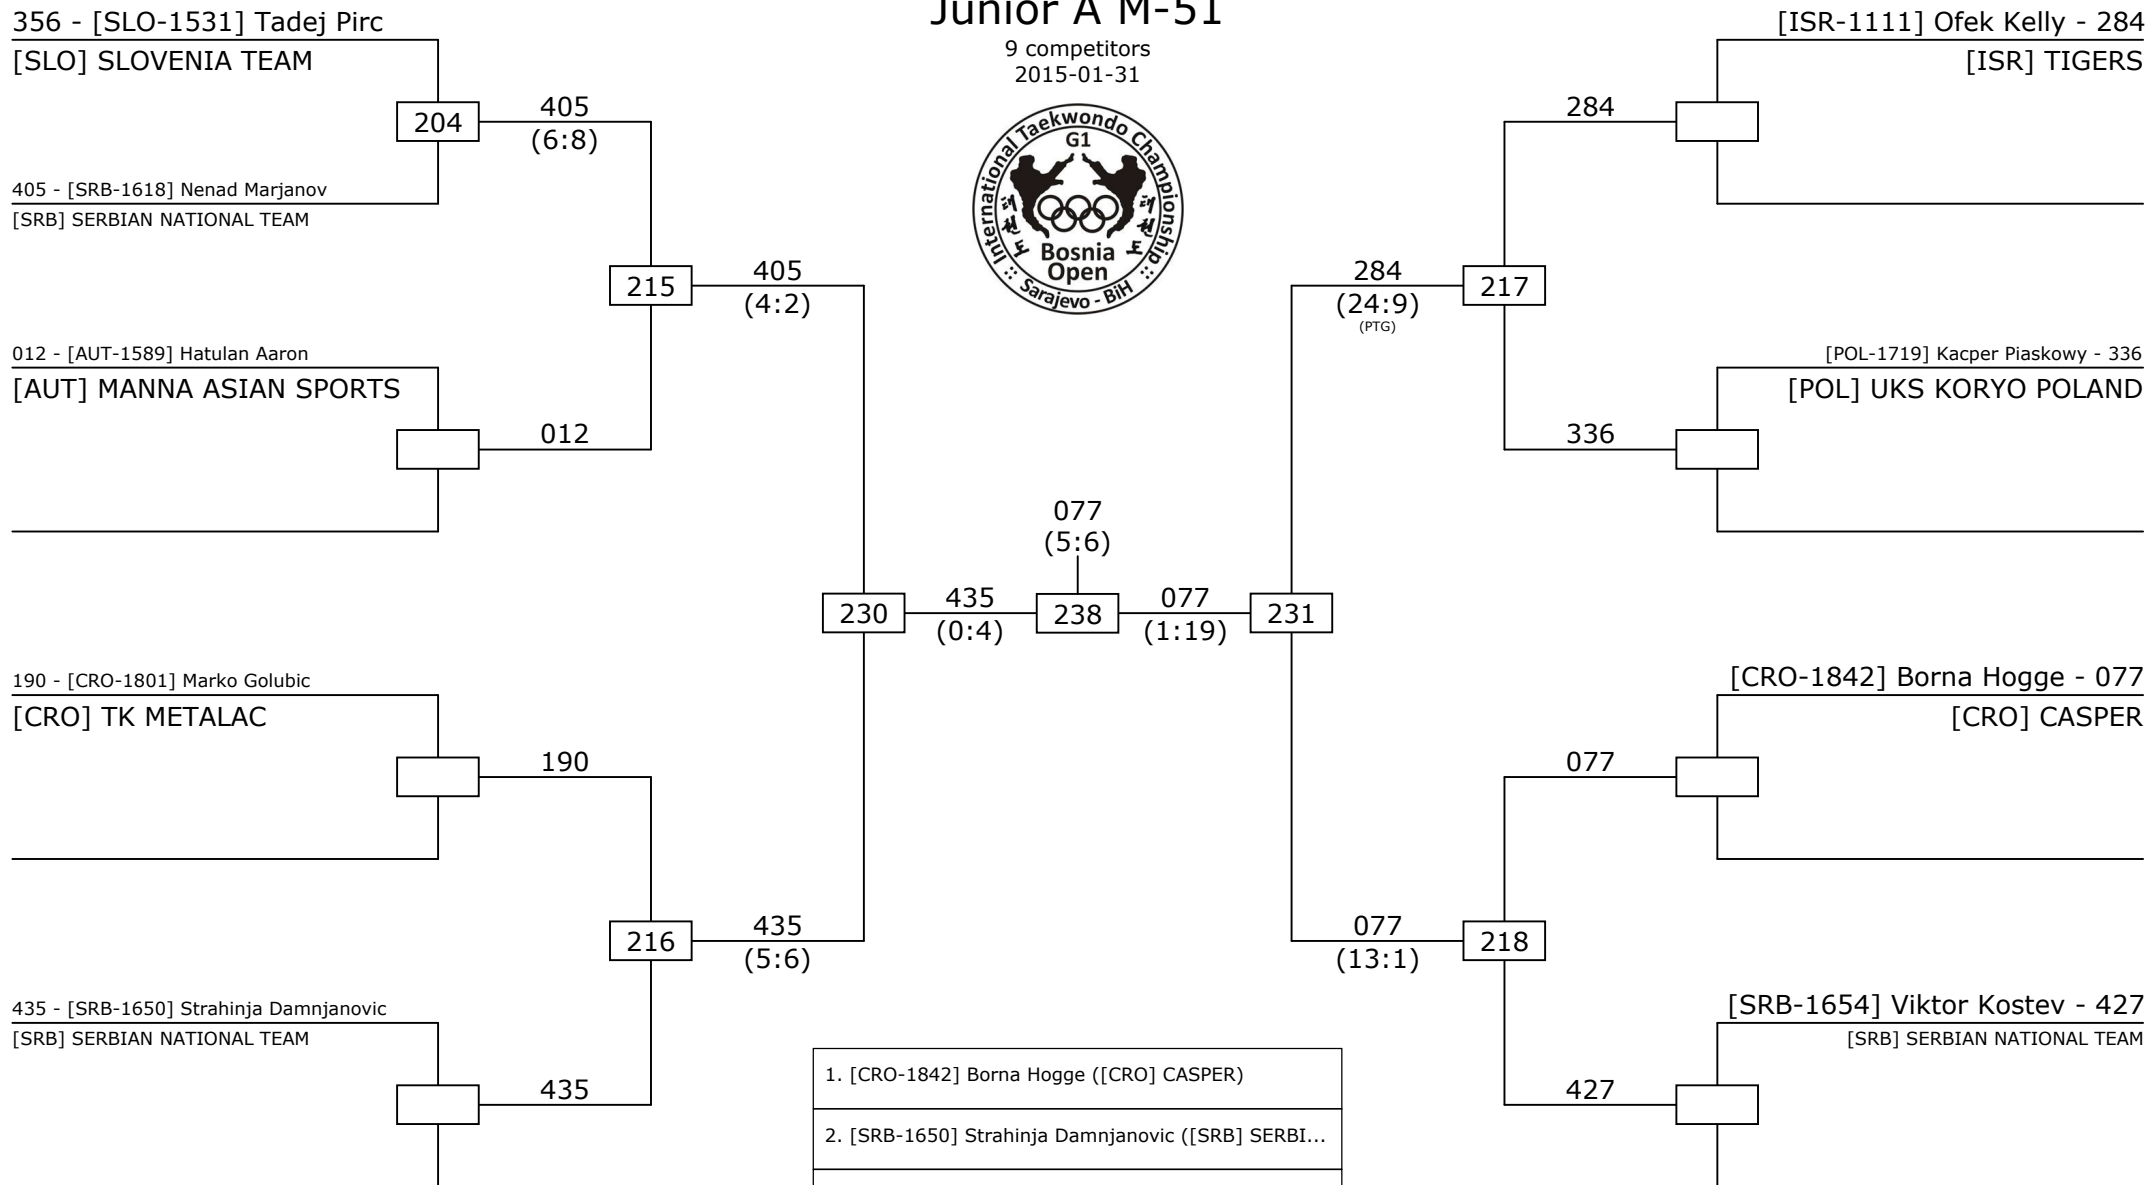 Junior A M-51
9 competitors
2015-01-31
International Taekwondo Championship
G1
Bosnia
Open
Sarajevo - BiH
356 - [SLO-1531] Tadej Pirc
[SLO] SLOVENIA TEAM
204
405
(6:8)
405 - [SRB-1618] Nenad Marjanov
[SRB] SERBIAN NATIONAL TEAM
215
405
(4:2)
012 - [AUT-1589] Hatulan Aaron
[AUT] MANNA ASIAN SPORTS
012
190 - [CRO-1801] Marko Golubic
[CRO] TK METALAC
190
216
435
(5:6)
435 - [SRB-1650] Strahinja Damnjanovic
[SRB] SERBIAN NATIONAL TEAM
435
230
435
(0:4)
077
(5:6)
238
077
(1:19)
231
[ISR-1111] Ofek Kelly - 284
[ISR] TIGERS
284
284
(24:9)
(PTG)
217
[POL-1719] Kacper Piaskowy - 336
[POL] UKS KORYO POLAND
336
[CRO-1842] Borna Hogge - 077
[CRO] CASPER
077
077
(13:1)
218
[SRB-1654] Viktor Kostev - 427
[SRB] SERBIAN NATIONAL TEAM
427
1. [CRO-1842] Borna Hogge ([CRO] CASPER)
2. [SRB-1650] Strahinja Damnjanovic ([SRB] SERBI...